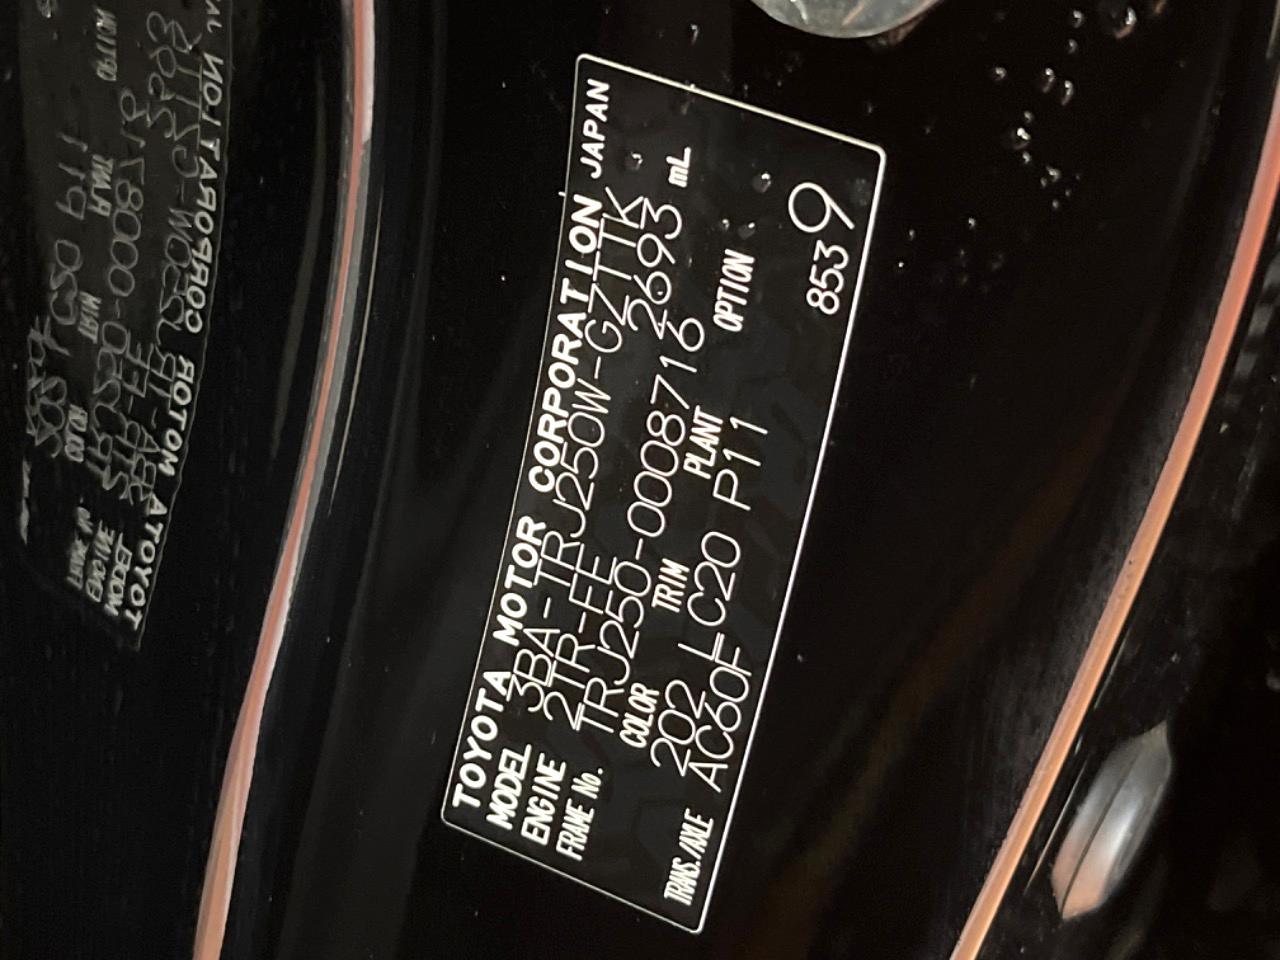 TOYOTA MOTOR CORPORATION JAPAN
MODEL 3BA-TRJ250W-GZTTK
ENGINE 2TR-FE 2693 mL
FRAME No. TRJ250-0008716
COLOR TRIM PLANT OPTION
202 LC20 P11
TRANS./AXLE AC60F
8539